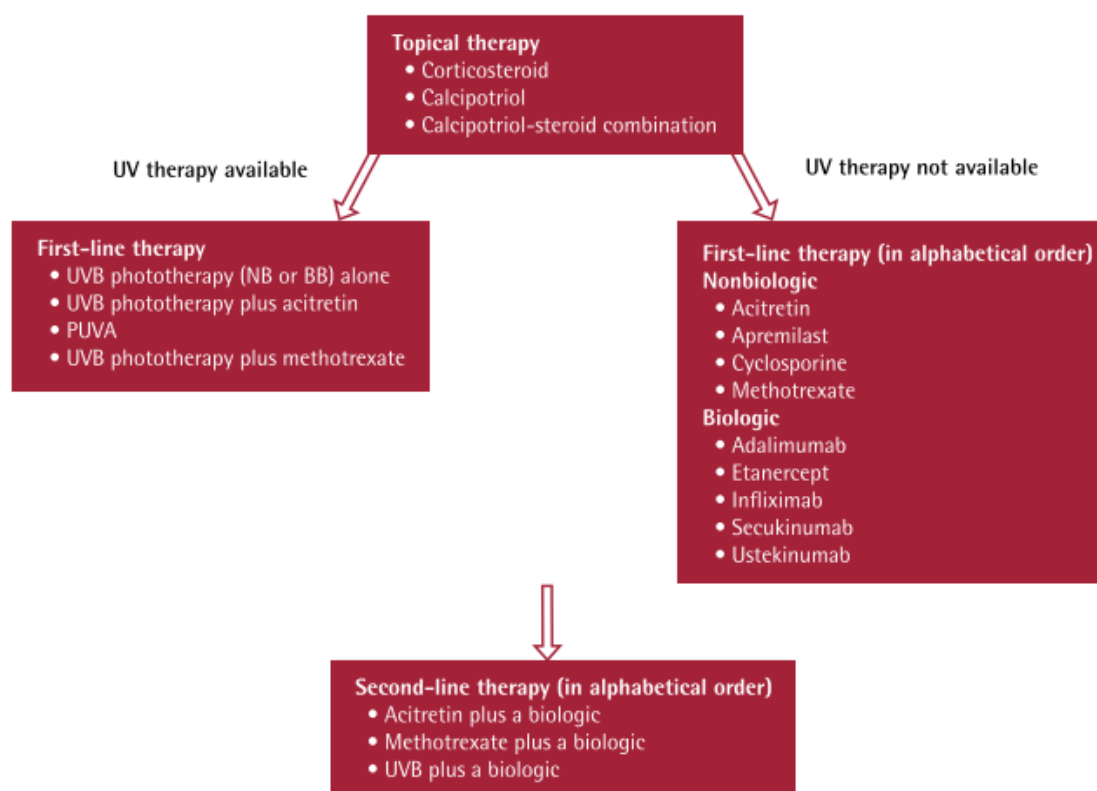 Topical therapy
• Corticosteroid
• Calcipotriol
• Calcipotriol-steroid combination
UV therapy available
UV therapy not available
First-line therapy
• UVB phototherapy (NB or BB) alone
• UVB phototherapy plus acitretin
• PUVA
• UVB phototherapy plus methotrexate
First-line therapy (in alphabetical order)
Nonbiologic
• Acitretin
• Apremilast
• Cyclosporine
• Methotrexate
Biologic
• Adalimumab
• Etanercept
• Infliximab
• Secukinumab
• Ustekinumab
Second-line therapy (in alphabetical order)
• Acitretin plus a biologic
• Methotrexate plus a biologic
• UVB plus a biologic